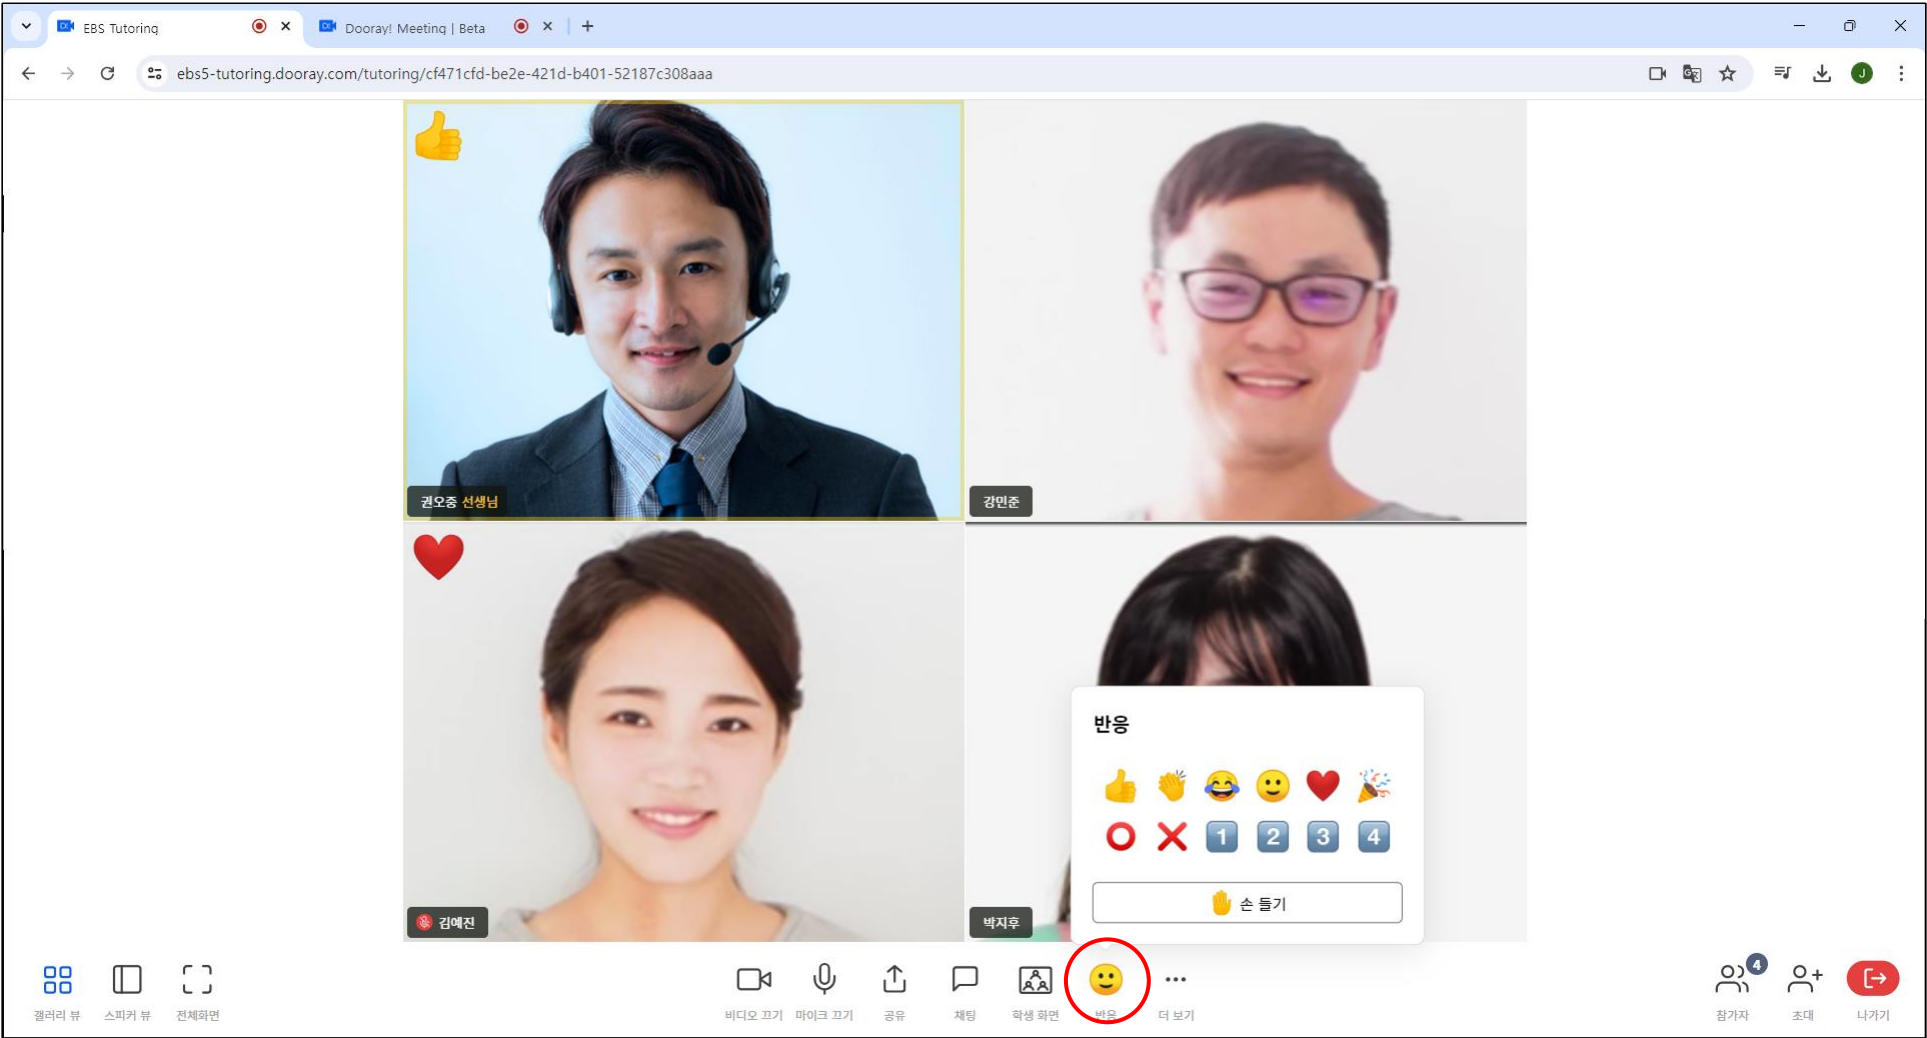 EBS Tutoring
Dooray! Meeting | Beta
ebs5-tutoring.dooray.com/tutoring/cf471cfd-be2e-421d-b401-52187c308aaa
J
권오중 선생님
강민준
김예진
박지후
반응
1 2 3 4
손 들기
갤러리 뷰
스피커 뷰
전체화면
비디오 끄기
마이크 끄기
공유
채팅
학생 화면
반응
더 보기
4
참가자
초대
나가기